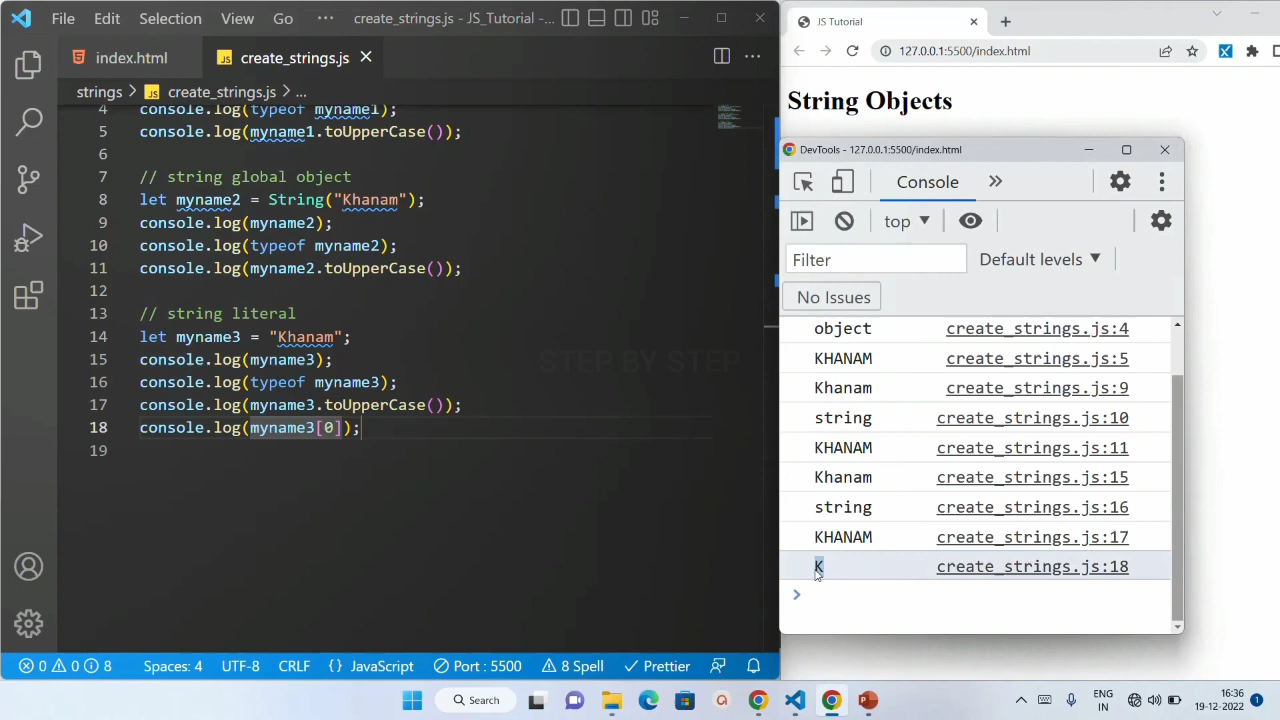 File Edit Selection View Go ··· create_strings.js - JS_Tutorial -...
index.html create_strings.js
strings > create_strings.js > ...
4 console.log(typeof myname1);
5 console.log(myname1.toUpperCase());
6
7 // string global object
8 let myname2 = String("Khanam");
9 console.log(myname2);
10 console.log(typeof myname2);
11 console.log(myname2.toUpperCase());
12
13 // string literal
14 let myname3 = "Khanam";
15 console.log(myname3);
16 console.log(typeof myname3);
17 console.log(myname3.toUpperCase());
18 console.log(myname3[0]);
19
STEP BY STEP
0 0 8 Spaces: 4 UTF-8 CRLF {} JavaScript Port : 5500 8 Spell Prettier
JS Tutorial
127.0.0.1:5500/index.html
String Objects
DevTools - 127.0.0.1:5500/index.html
Console
top
Filter Default levels
No Issues
object create_strings.js:4
KHANAM create_strings.js:5
Khanam create_strings.js:9
string create_strings.js:10
KHANAM create_strings.js:11
Khanam create_strings.js:15
string create_strings.js:16
KHANAM create_strings.js:17
K create_strings.js:18
>
Search
ENG
IN
16:36
19-12-2022
1